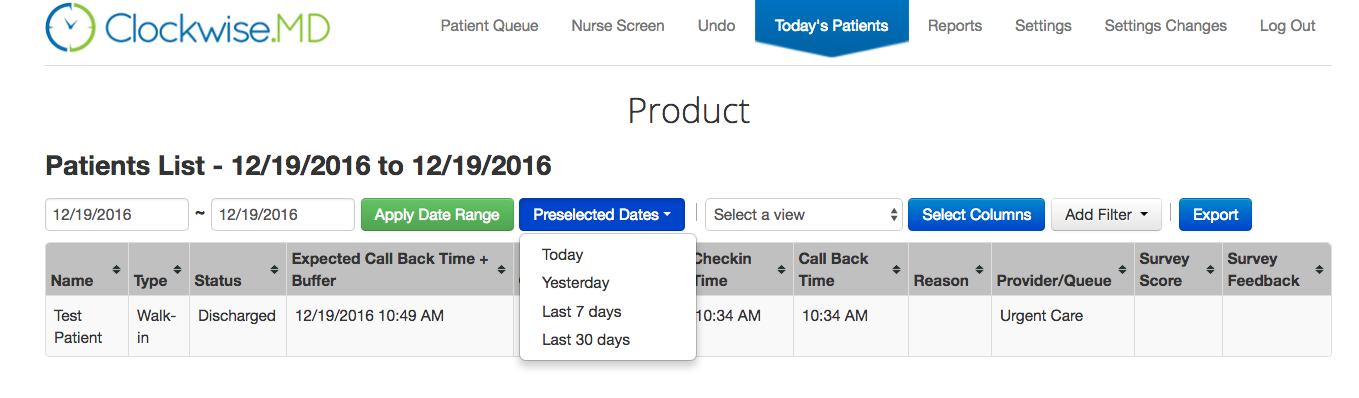 Clockwise.MD
Patient Queue Nurse Screen Undo Today's Patients Reports Settings Settings Changes Log Out
Product
Patients List - 12/19/2016 to 12/19/2016
12/19/2016 ~ 12/19/2016 Apply Date Range Preselected Dates Select a view Select Columns Add Filter Export
Today
Yesterday
Last 7 days
Last 30 days
Name Type Status Expected Call Back Time + Buffer Checkin Time Call Back Time Reason Provider/Queue Survey Score Survey Feedback
Test Patient Walk-in Discharged 12/19/2016 10:49 AM 10:34 AM 10:34 AM Urgent Care